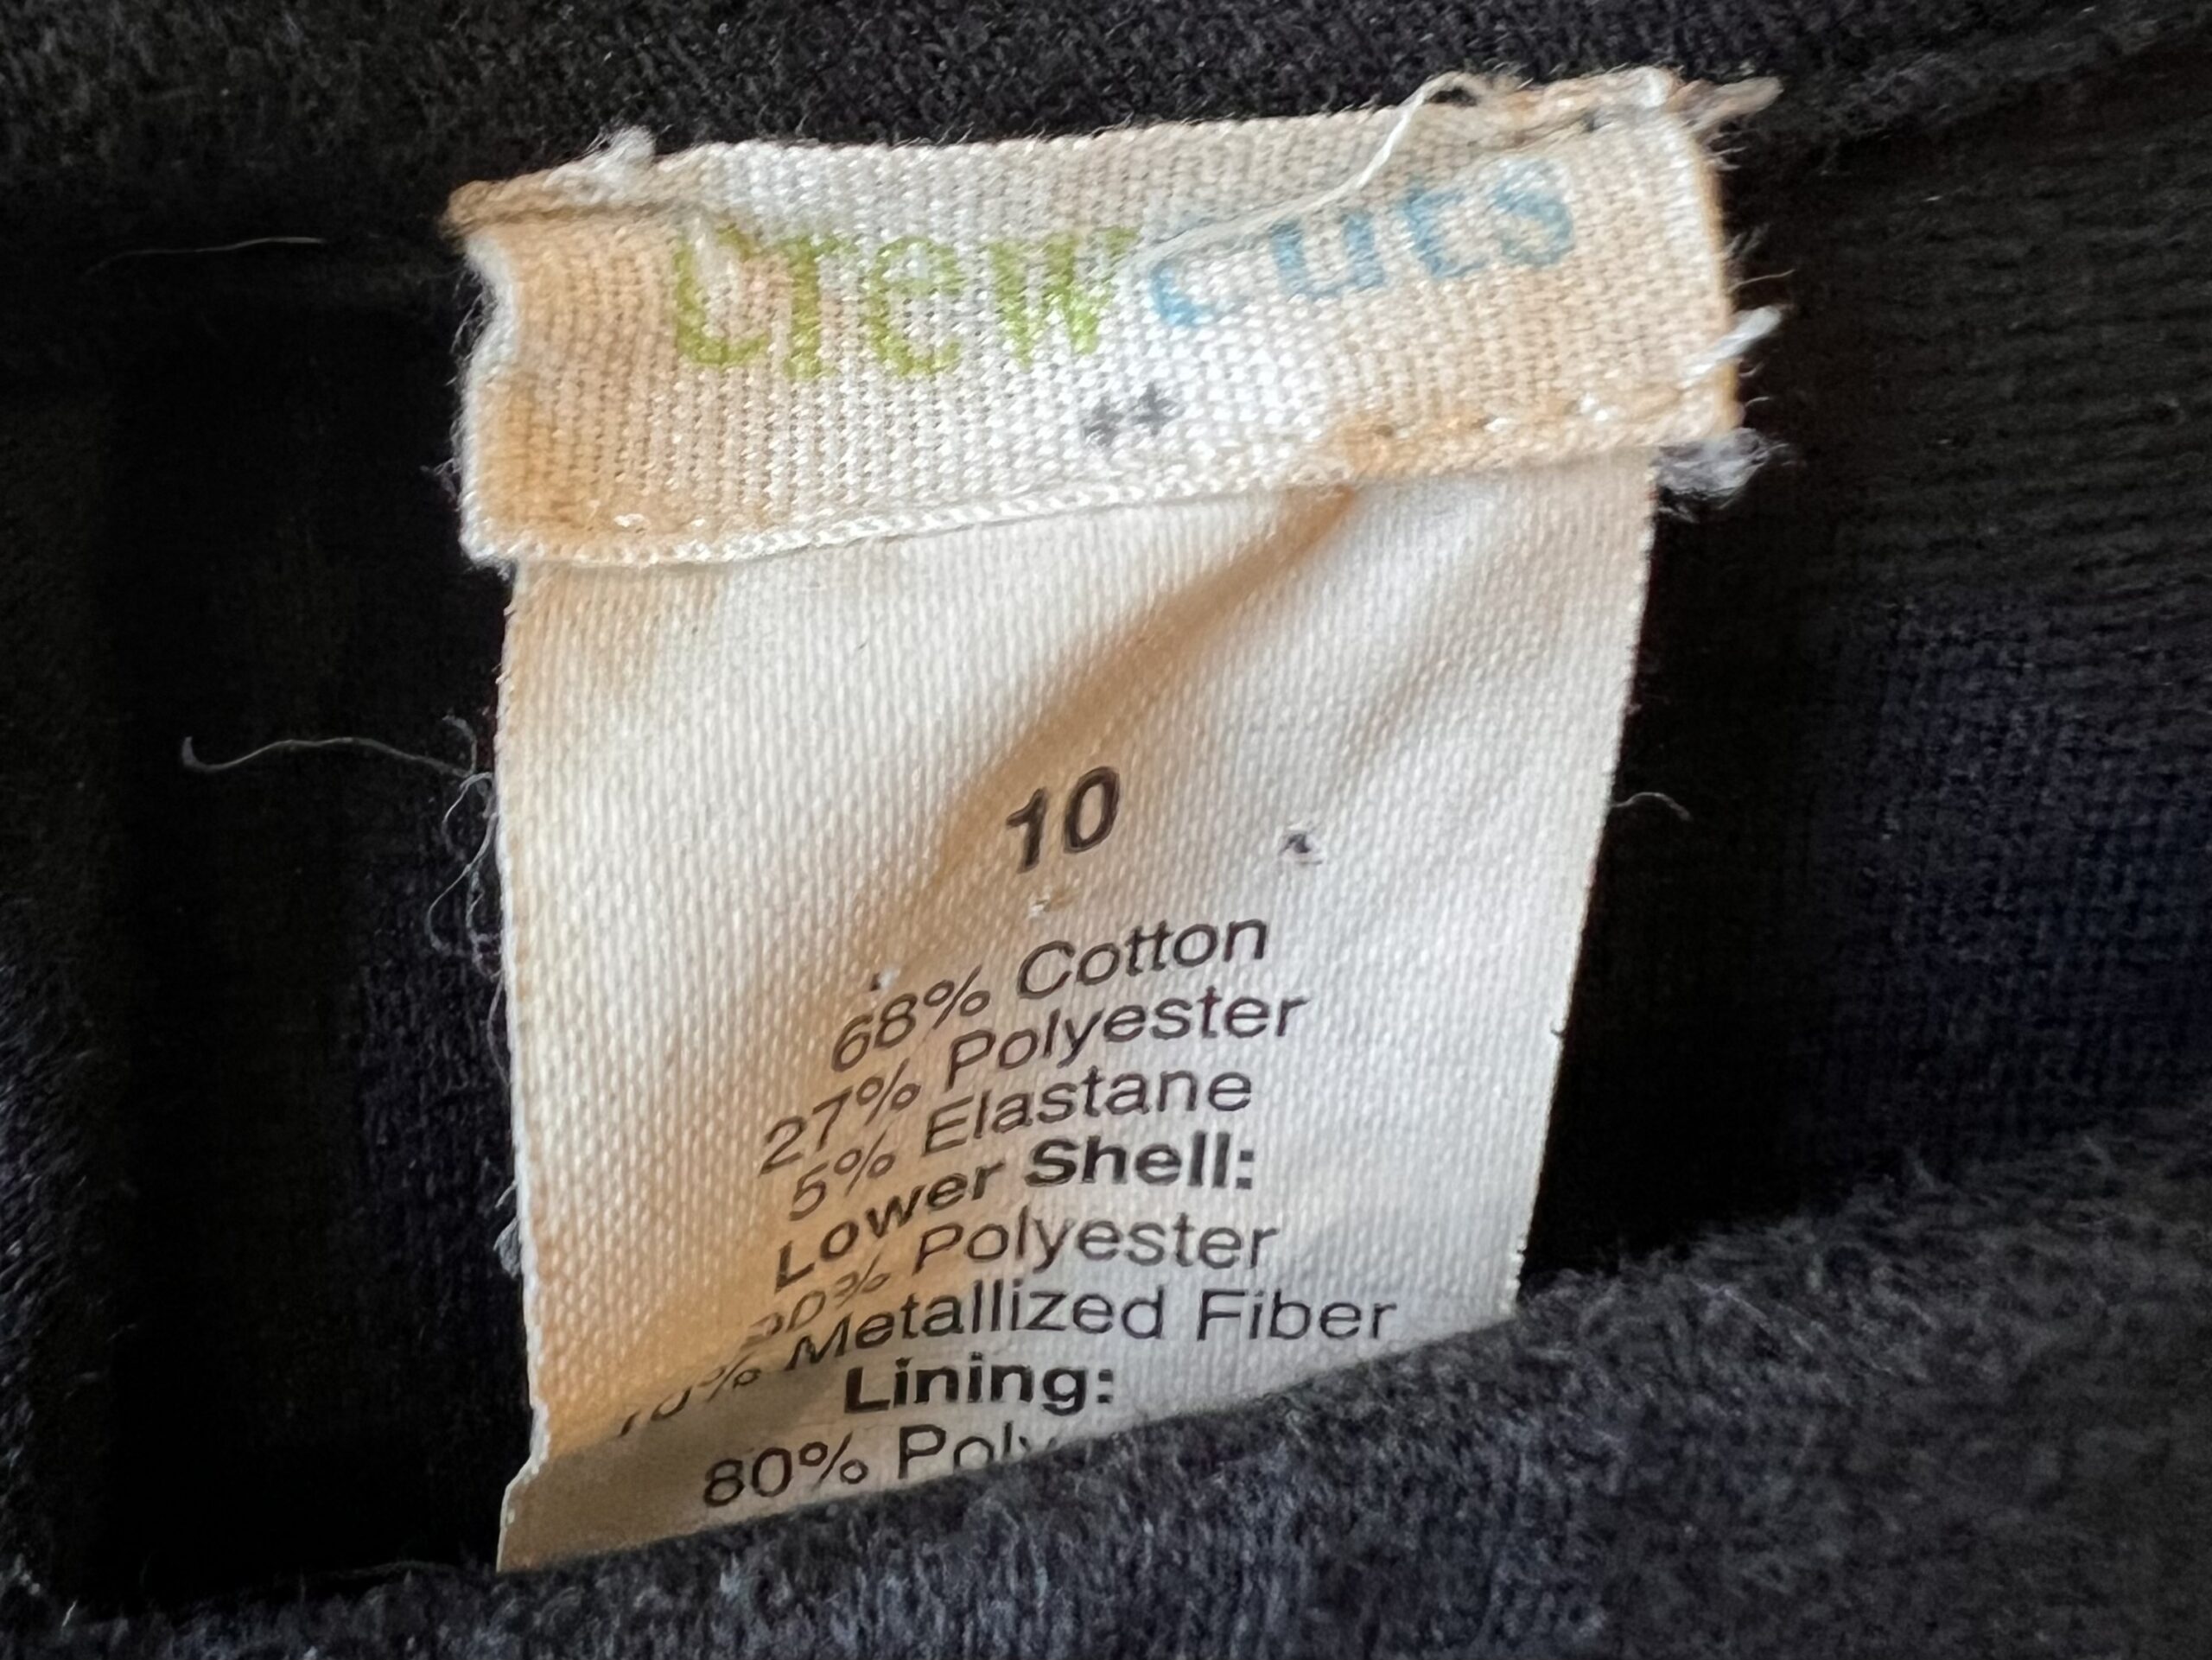 crewcuts
10
68% Cotton
27% Polyester
5% Elastane
Lower Shell:
Polyester
Metallized Fiber
Lining:
80%